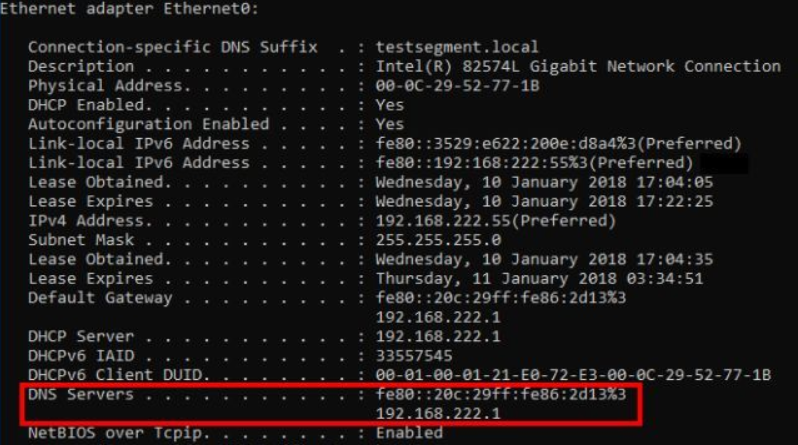 Ethernet adapter Ethernet0:
Connection-specific DNS Suffix . : testsegment.local
Description . . . . . . . . . . . : Intel(R) 82574L Gigabit Network Connection
Physical Address. . . . . . . . . : 00-0C-29-52-77-1B
DHCP Enabled. . . . . . . . . . . : Yes
Autoconfiguration Enabled . . . . : Yes
Link-local IPv6 Address . . . . . : fe80::3529:e622:200e:d8a4%3(Preferred)
Link-local IPv6 Address . . . . . : fe80::192:168:222:55%3(Preferred)
Lease Obtained. . . . . . . . . . : Wednesday, 10 January 2018 17:04:05
Lease Expires . . . . . . . . . . : Wednesday, 10 January 2018 17:22:25
IPv4 Address. . . . . . . . . . . : 192.168.222.55(Preferred)
Subnet Mask . . . . . . . . . . . : 255.255.255.0
Lease Obtained. . . . . . . . . . : Wednesday, 10 January 2018 17:04:35
Lease Expires . . . . . . . . . . : Thursday, 11 January 2018 03:34:51
Default Gateway . . . . . . . . . : fe80::20c:29ff:fe86:2d13%3
192.168.222.1
DHCP Server . . . . . . . . . . . : 192.168.222.1
DHCPv6 IAID . . . . . . . . . . . : 33557545
DHCPv6 Client DUID. . . . . . . . : 00-01-00-01-21-E0-72-E3-00-0C-29-52-77-1B
DNS Servers . . . . . . . . . . . : fe80::20c:29ff:fe86:2d13%3
192.168.222.1
NetBIOS over Tcpip. . . . . . . . : Enabled